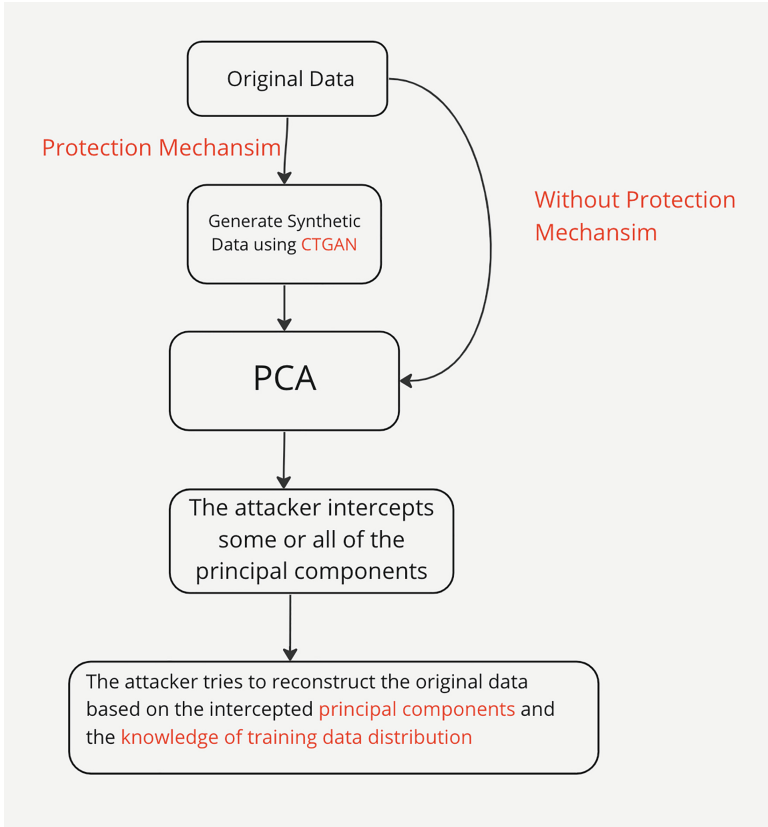 Original Data
Protection Mechansim
Without Protection
Mechansim
Generate Synthetic
Data using CTGAN
PCA
The attacker intercepts
some or all of the
principal components
The attacker tries to reconstruct the original data
based on the intercepted principal components and
the knowledge of training data distribution